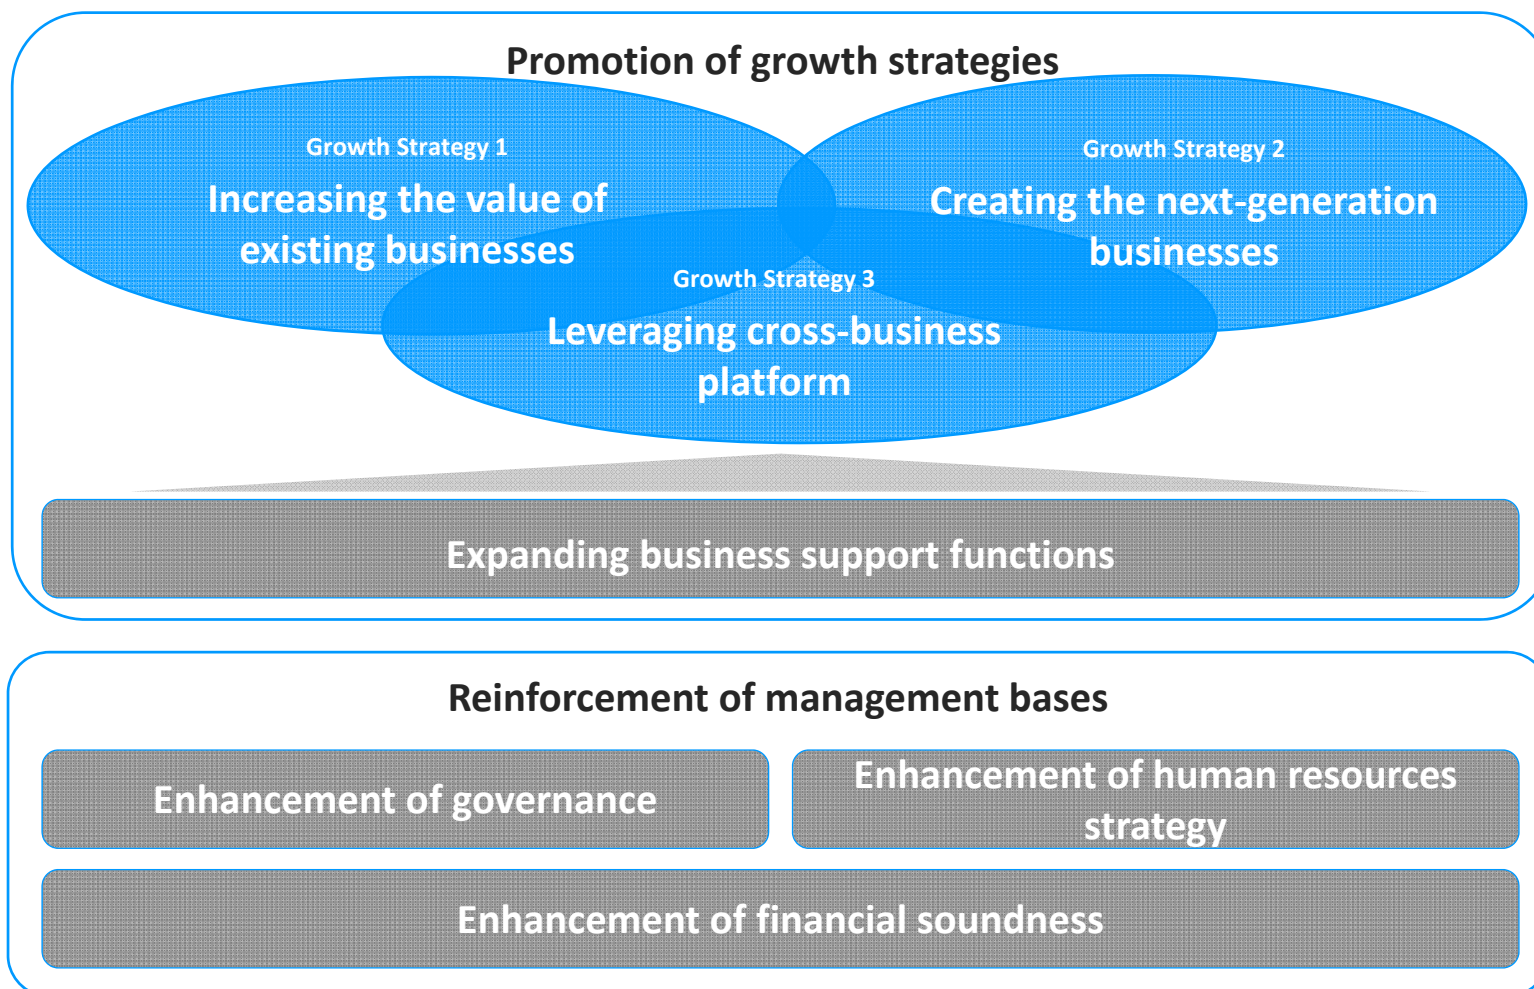 Promotion of growth strategies
Growth Strategy 1
Increasing the value of
existing businesses
Growth Strategy 2
Creating the next-generation
businesses
Growth Strategy 3
Leveraging cross-business
platform
Expanding business support functions
Reinforcement of management bases
Enhancement of governance
Enhancement of human resources
strategy
Enhancement of financial soundness